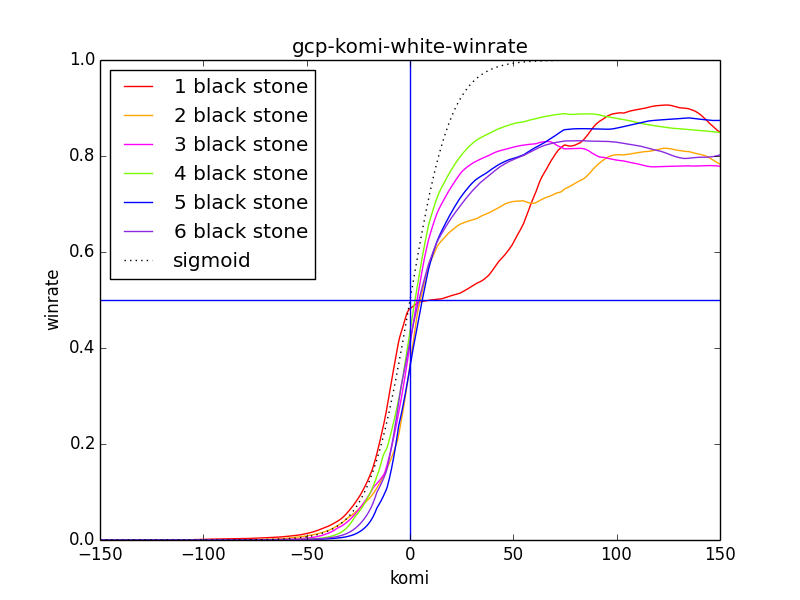 gcp-komi-white-winrate
1.0
0.8
0.6
0.4
0.2
0.0
winrate
1 black stone
2 black stone
3 black stone
4 black stone
5 black stone
6 black stone
sigmoid
−150 −100 −50 0 50 100 150
komi